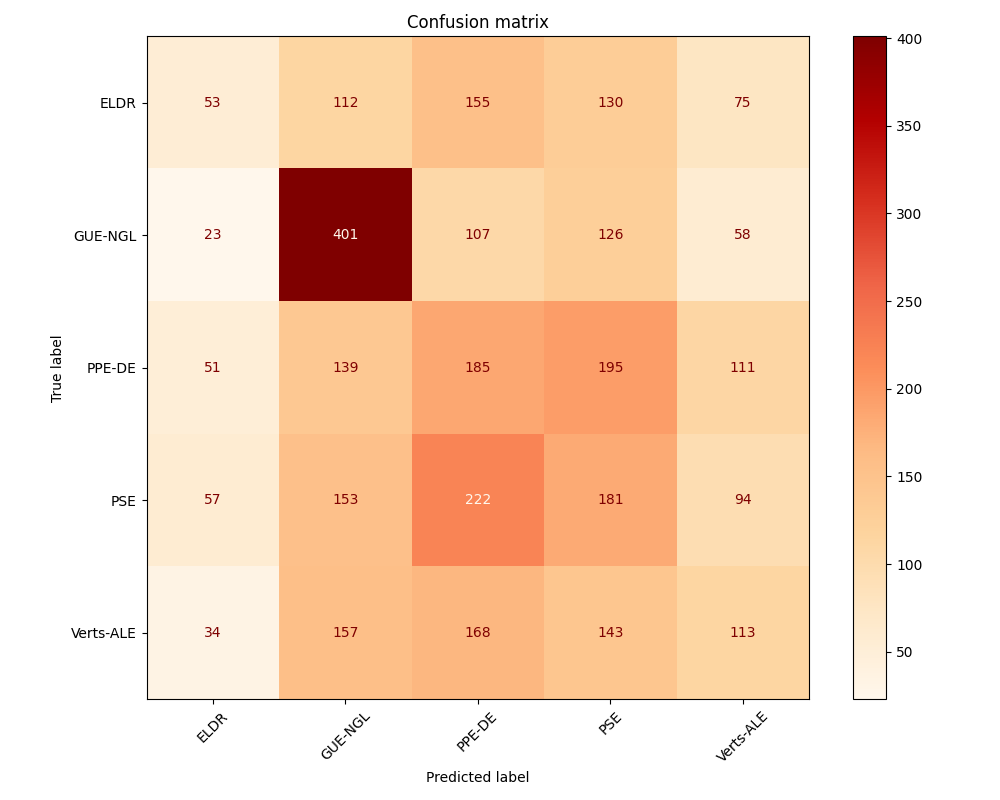 Confusion matrix
ELDR 53 112 155 130 75
GUE-NGL 23 401 107 126 58
PPE-DE 51 139 185 195 111
PSE 57 153 222 181 94
Verts-ALE 34 157 168 143 113
ELDR GUE-NGL PPE-DE PSE Verts-ALE
Predicted label
True label
400
350
300
250
200
150
100
50